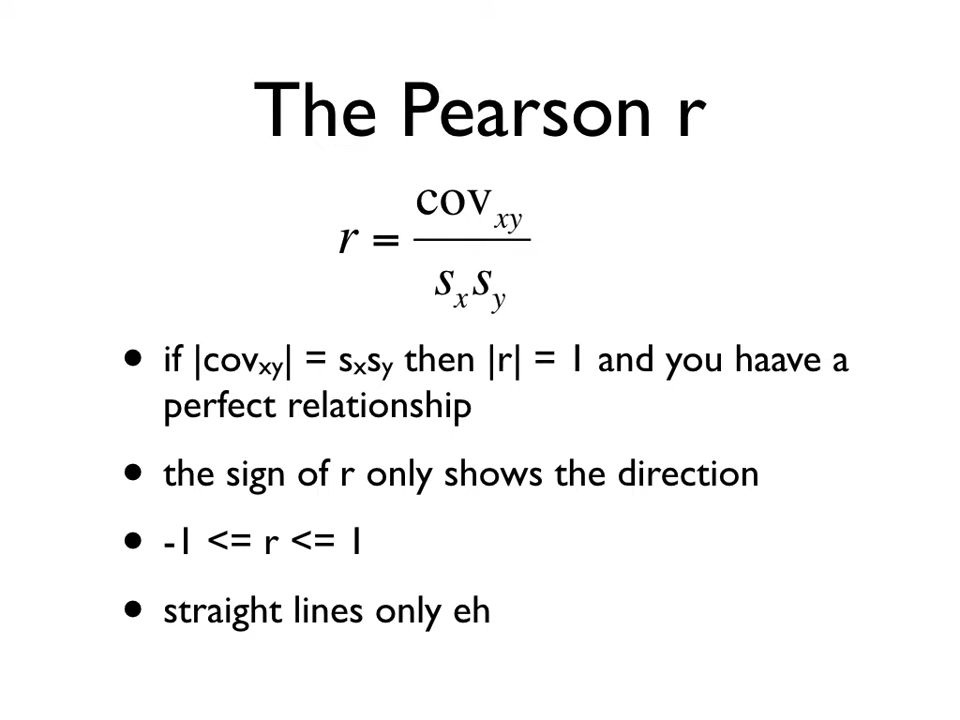 The Pearson r
r = cov_xy / s_x s_y
• if |cov_xy| = s_x s_y then |r| = 1 and you haave a
perfect relationship
• the sign of r only shows the direction
• -1 <= r <= 1
• straight lines only eh